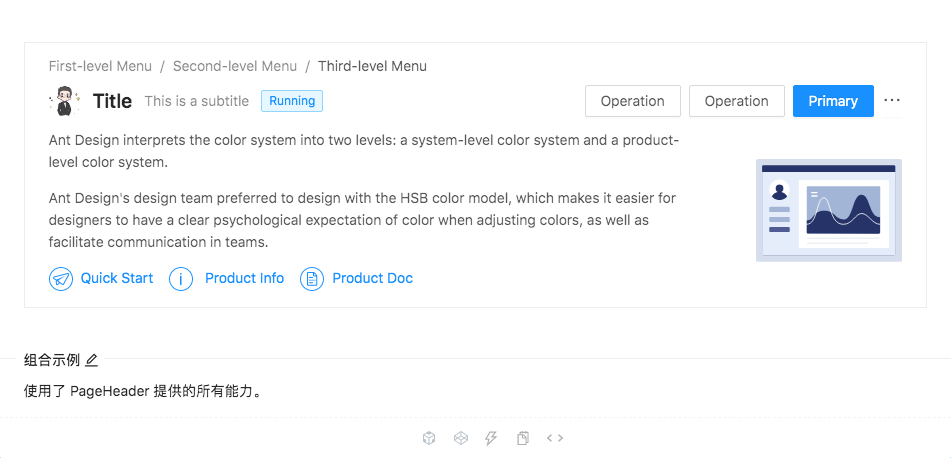 First-level Menu / Second-level Menu / Third-level Menu
Title This is a subtitle Running Operation Operation Primary ···
Ant Design interprets the color system into two levels: a system-level color system and a product-
level color system.
Ant Design's design team preferred to design with the HSB color model, which makes it easier for
designers to have a clear psychological expectation of color when adjusting colors, as well as
facilitate communication in teams.
Quick Start Product Info Product Doc
组合示例
使用了 PageHeader 提供的所有能力。